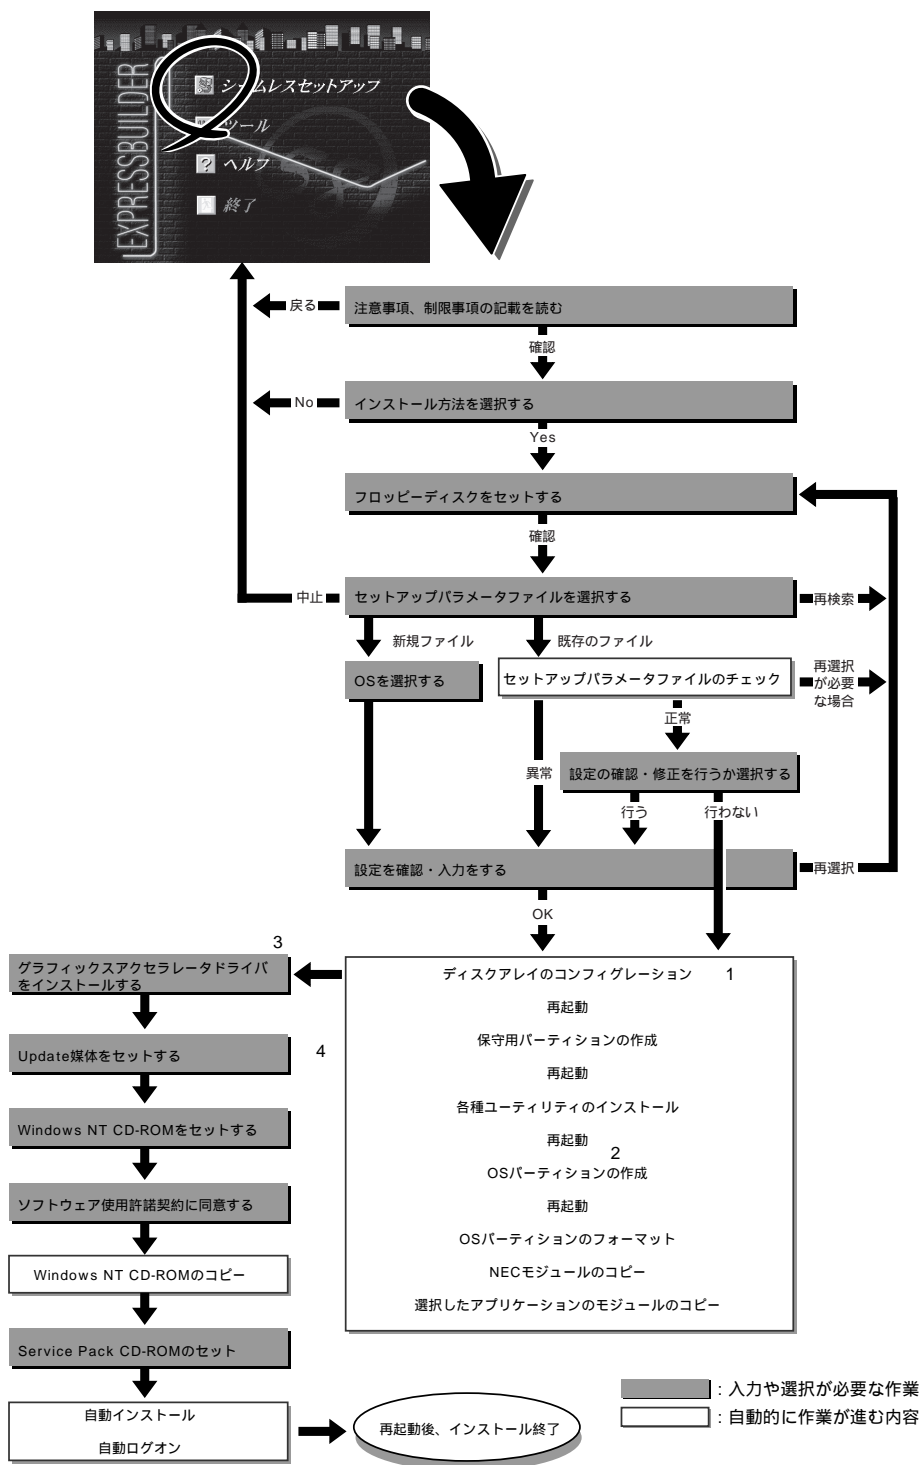 EXPRESSBUILDER
シームレスセットアップ
ツール
ヘルプ
終了
戻る
注意事項、制限事項の記載を読む
確認
No
インストール方法を選択する
Yes
フロッピーディスクをセットする
確認
中止
セットアップパラメータファイルを選択する
再検索
新規ファイル
既存のファイル
OSを選択する
セットアップパラメータファイルのチェック
再選択
が必要
な場合
正常
異常
設定の確認・修正を行うか選択する
行う
行わない
設定を確認・入力をする
再選択
OK
3
グラフィックスアクセラレータドライバ
をインストールする
4
Update媒体をセットする
Windows NT CD-ROMをセットする
ソフトウェア使用許諾契約に同意する
Windows NT CD-ROMのコピー
Service Pack CD-ROMのセット
自動インストール
自動ログオン
ディスクアレイのコンフィグレーション 1
再起動
保守用パーティションの作成
再起動
各種ユーティリティのインストール
再起動
2
OSパーティションの作成
再起動
OSパーティションのフォーマット
NECモジュールのコピー
選択したアプリケーションのモジュールのコピー
再起動後、インストール終了
：入力や選択が必要な作業
：自動的に作業が進む内容